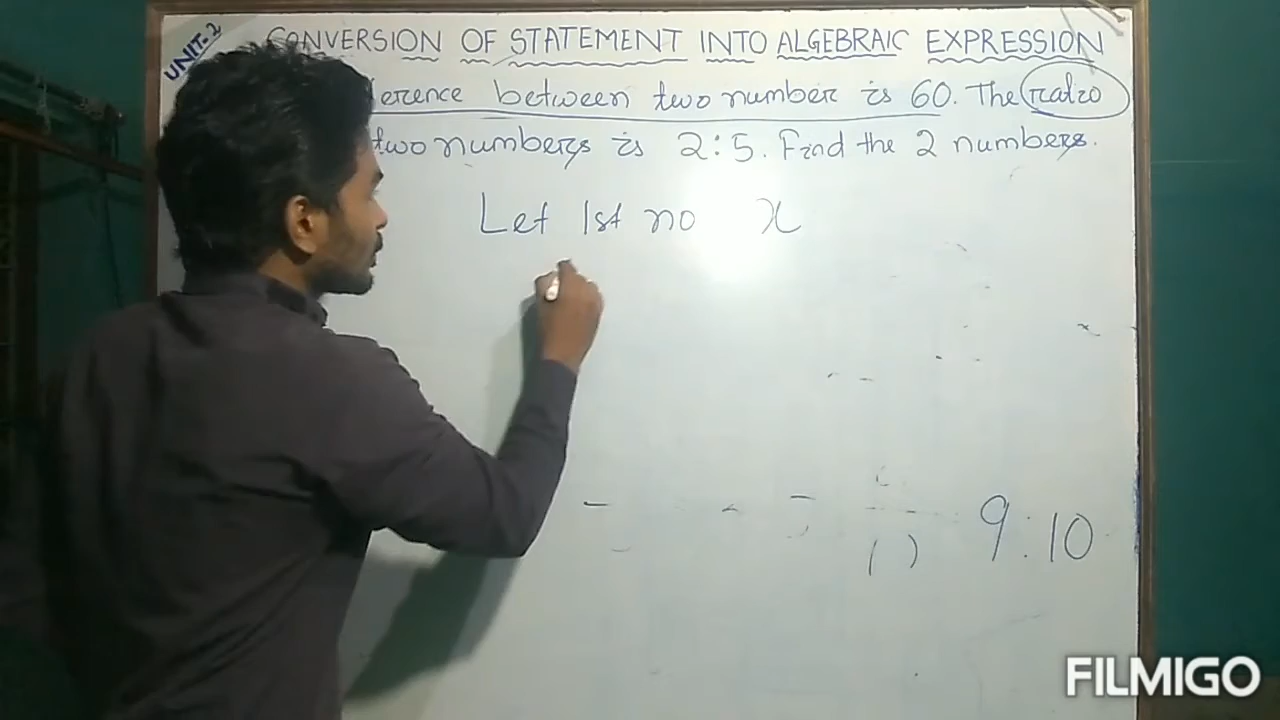 UNIT-2
CONVERSION OF STATEMENT INTO ALGEBRAIC EXPRESSION
erence between two number is 60. The ratio
two numbers is 2:5. Find the 2 numbers.
Let 1st no x
( ) 9:10
FILMIGO